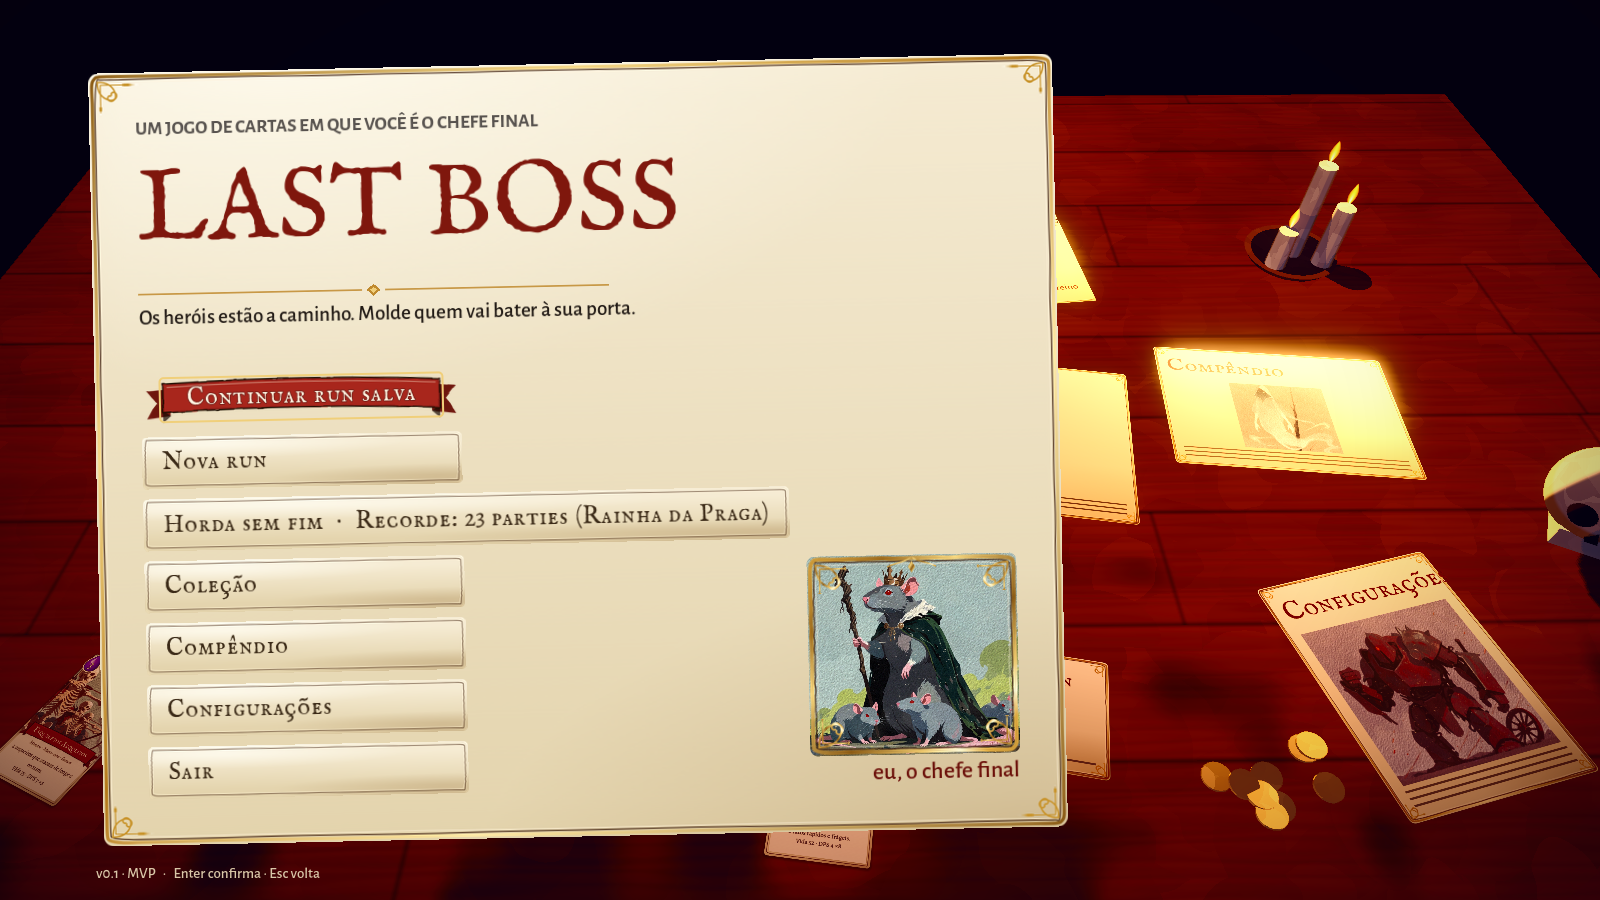 UM JOGO DE CARTAS EM QUE VOCÊ É O CHEFE FINAL
LAST BOSS
Os heróis estão a caminho. Molde quem vai bater à sua porta.
Continuar run salva
Nova run
Horda sem fim · Recorde: 23 parties (Rainha da Praga)
Coleção
Compêndio
Configurações
Sair
eu, o chefe final
Compêndio
Configurações
v0.1 · MVP · Enter confirma · Esc volta